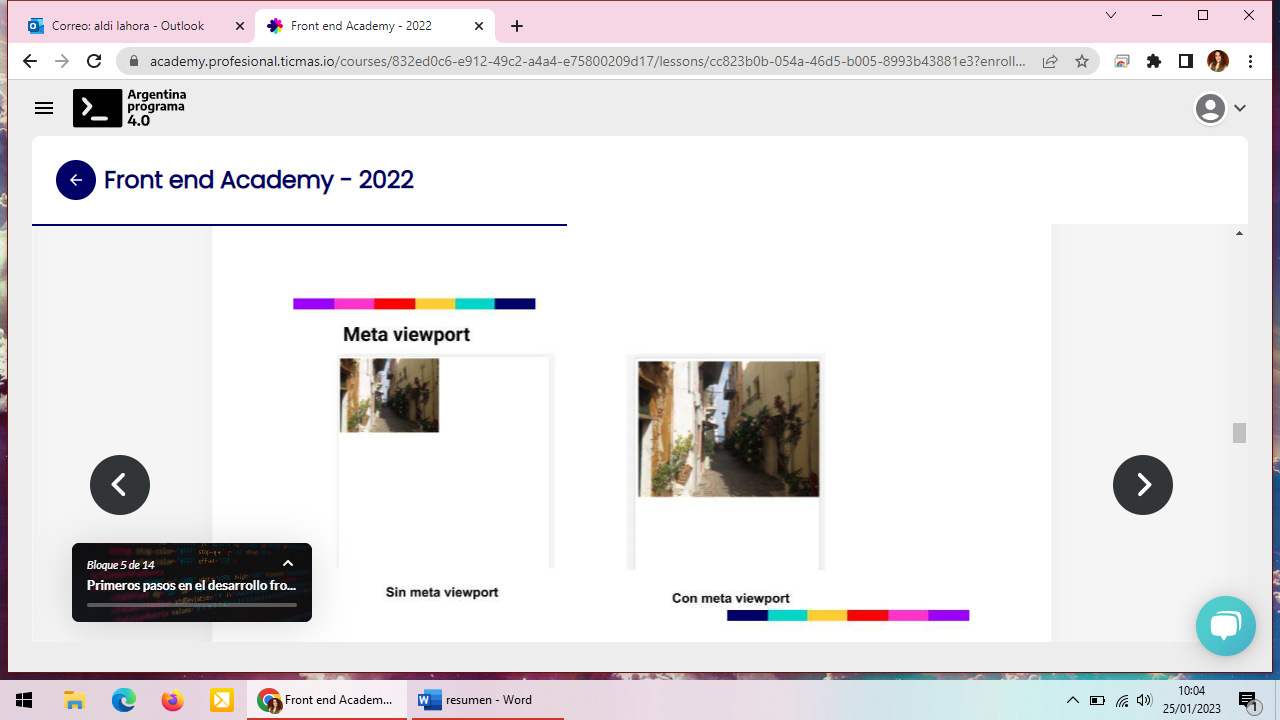 Correo: aldi lahora - Outlook
Front end Academy - 2022
academy.profesional.ticmas.io/courses/832ee0c6-e912-4962-a4a4-e75800209d17/lessons/cc823b0b-054a-46d5-b005-8993b43881e3?enroll...
Argentina
programa
4.0
Front end Academy - 2022
Meta viewport
Sin meta viewport
Con meta viewport
Bloque 5 de 14
Primeros pasos en el desarrollo fro...
Front end Academ...
resumen - Word
10:04
25/01/2023
1